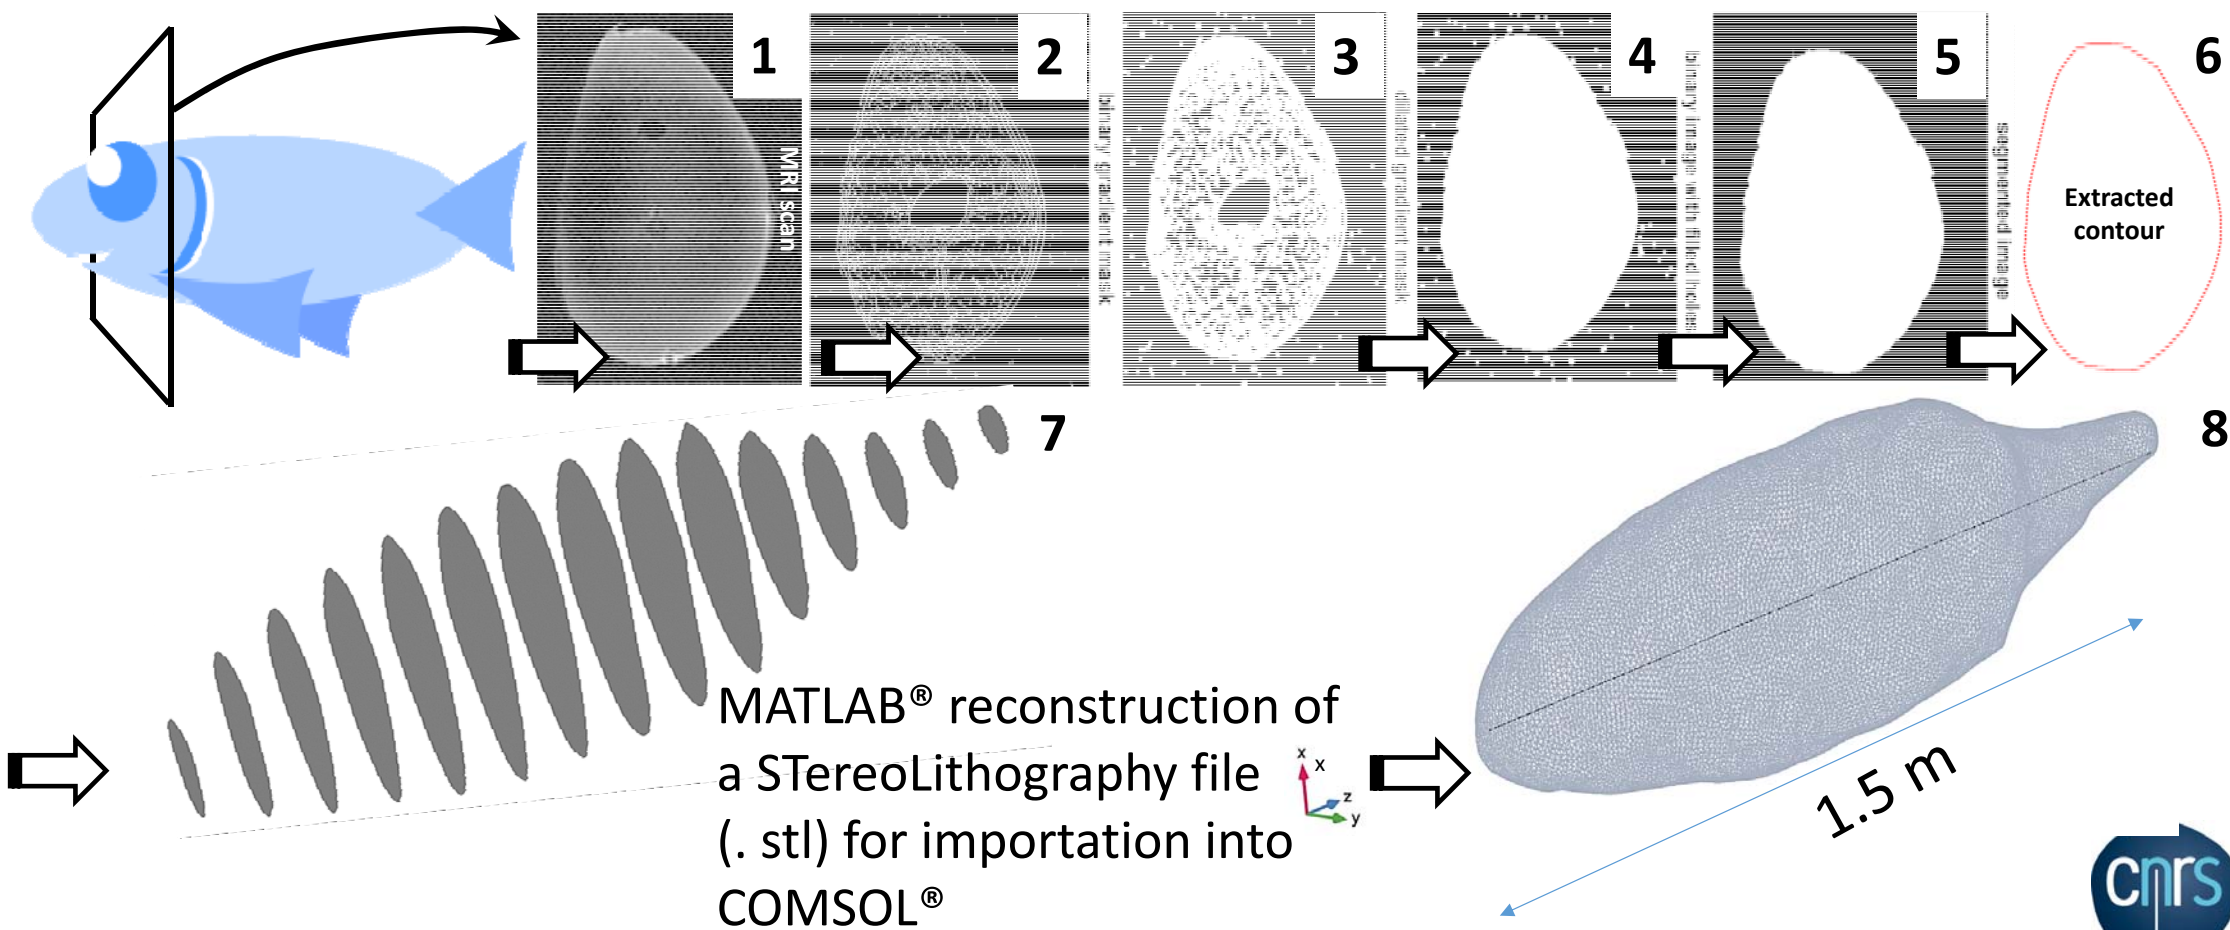 1
MRI scan
2
binary gradient mask
3
dilated gradient mask
4
binary image with filled holes
5
segmented image
6
Extracted
contour
7
8
MATLAB® reconstruction of
a STereoLithography file
(. stl) for importation into
COMSOL®
x
x
z
y
1.5 m
cnrs